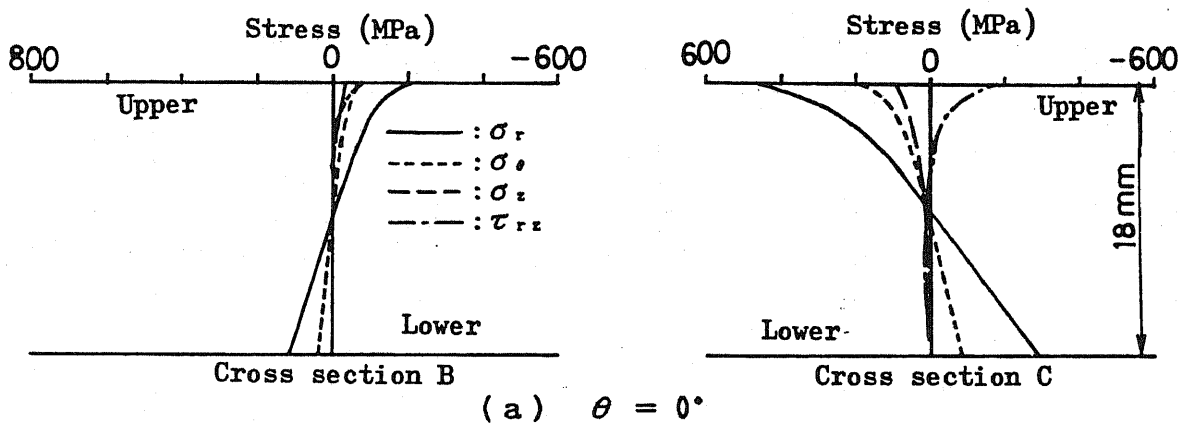 Stress (MPa)
800 0 -600
Upper
: σr
: σθ
: σz
: τrz
Lower
Cross section B
Stress (MPa)
600 0 -600
Upper
18mm
Lower
Cross section C
(a) θ = 0°